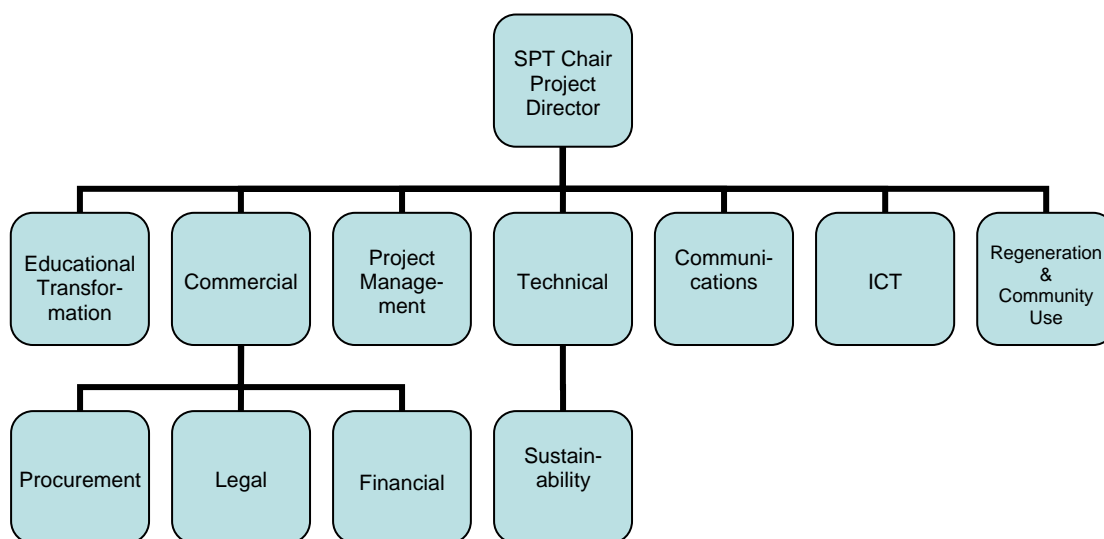 SPT Chair
Project
Director
Educational
Transfor-
mation
Commercial
Project
Manage-
ment
Technical
Communi-
cations
ICT
Regeneration
&
Community
Use
Procurement
Legal
Financial
Sustain-
ability